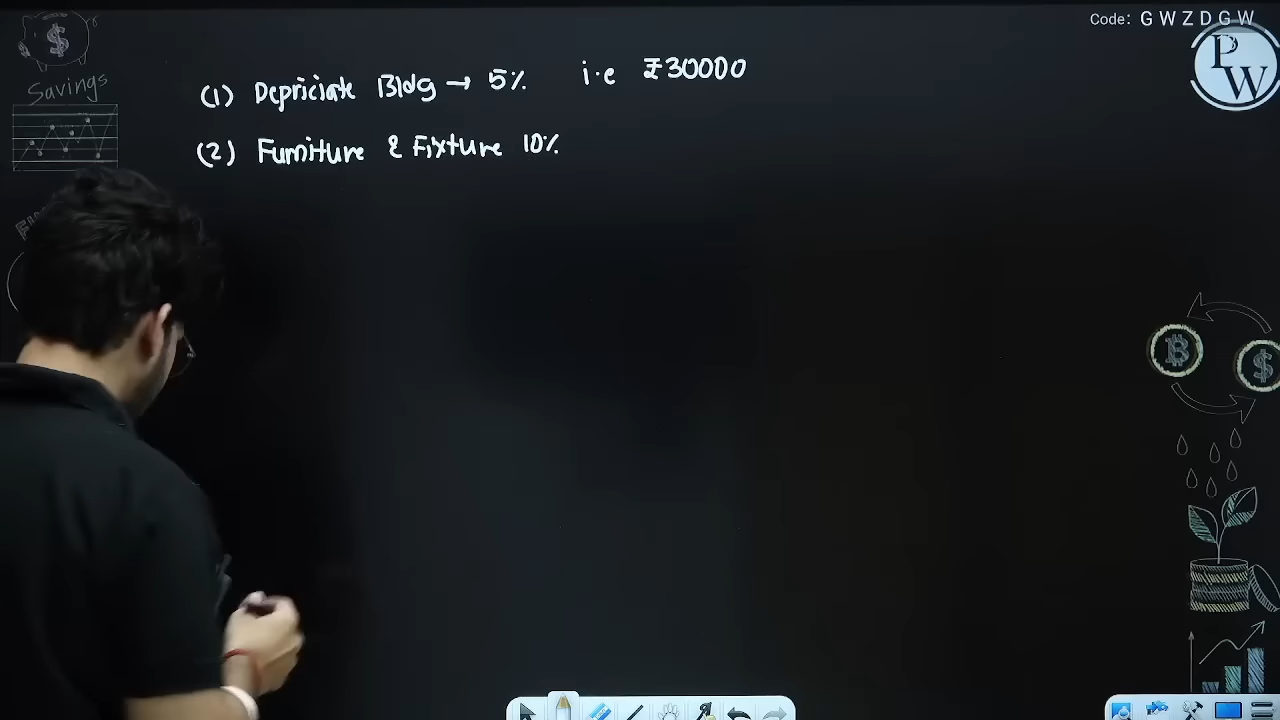 Code: G W Z D G W
P
W
Savings
(1) Depriciate Bldg → 5% i.e ₹30000
(2) Furniture & Fixture 10%